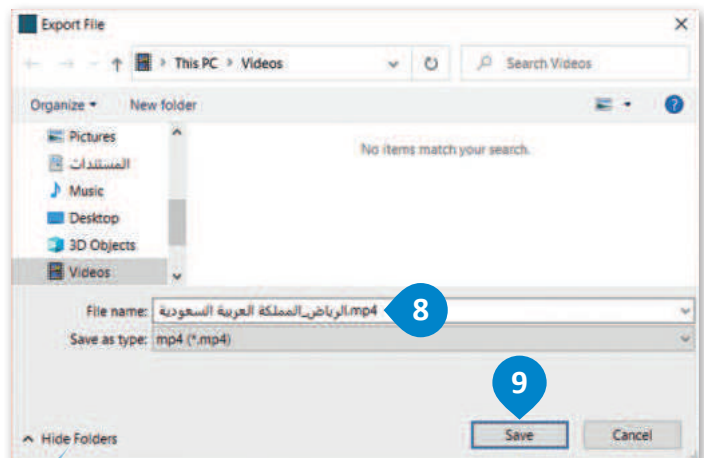 Export File
This PC > Videos
Search Videos
Organize
New folder
Pictures
المستندات
Music
Desktop
3D Objects
Videos
No items match your search.
File name: الرياض_المملكة العربية السعودية.mp4
8
Save as type: mp4 (*.mp4)
9
Hide Folders
Save
Cancel